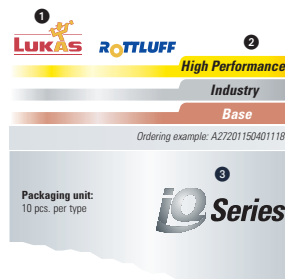 1
LUKAS ROTTLUFF
2
High Performance
Industry
Base
Ordering example: A27201150401118
3
Packaging unit:
10 pcs. per type
iQ Series